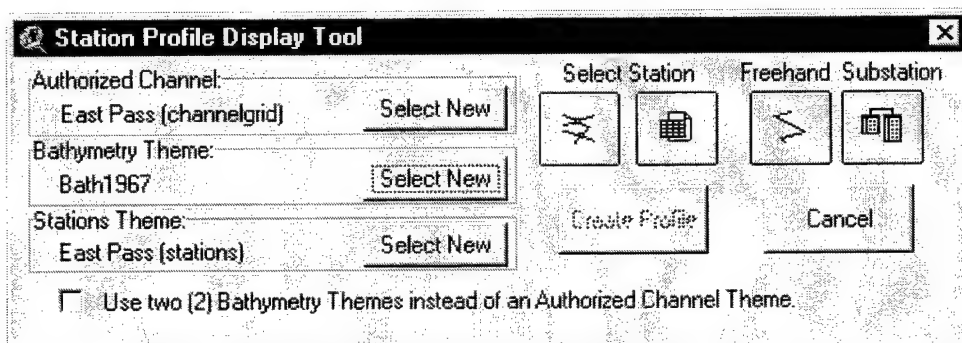 Station Profile Display Tool
Authorized Channel:
East Pass (channelgrid)
Select New
Bathymetry Theme:
Bath1967
Select New
Stations Theme:
East Pass (stations)
Select New
Select Station
Freehand Substation
Create Profile
Cancel
Use two (2) Bathymetry Themes instead of an Authorized Channel Theme.